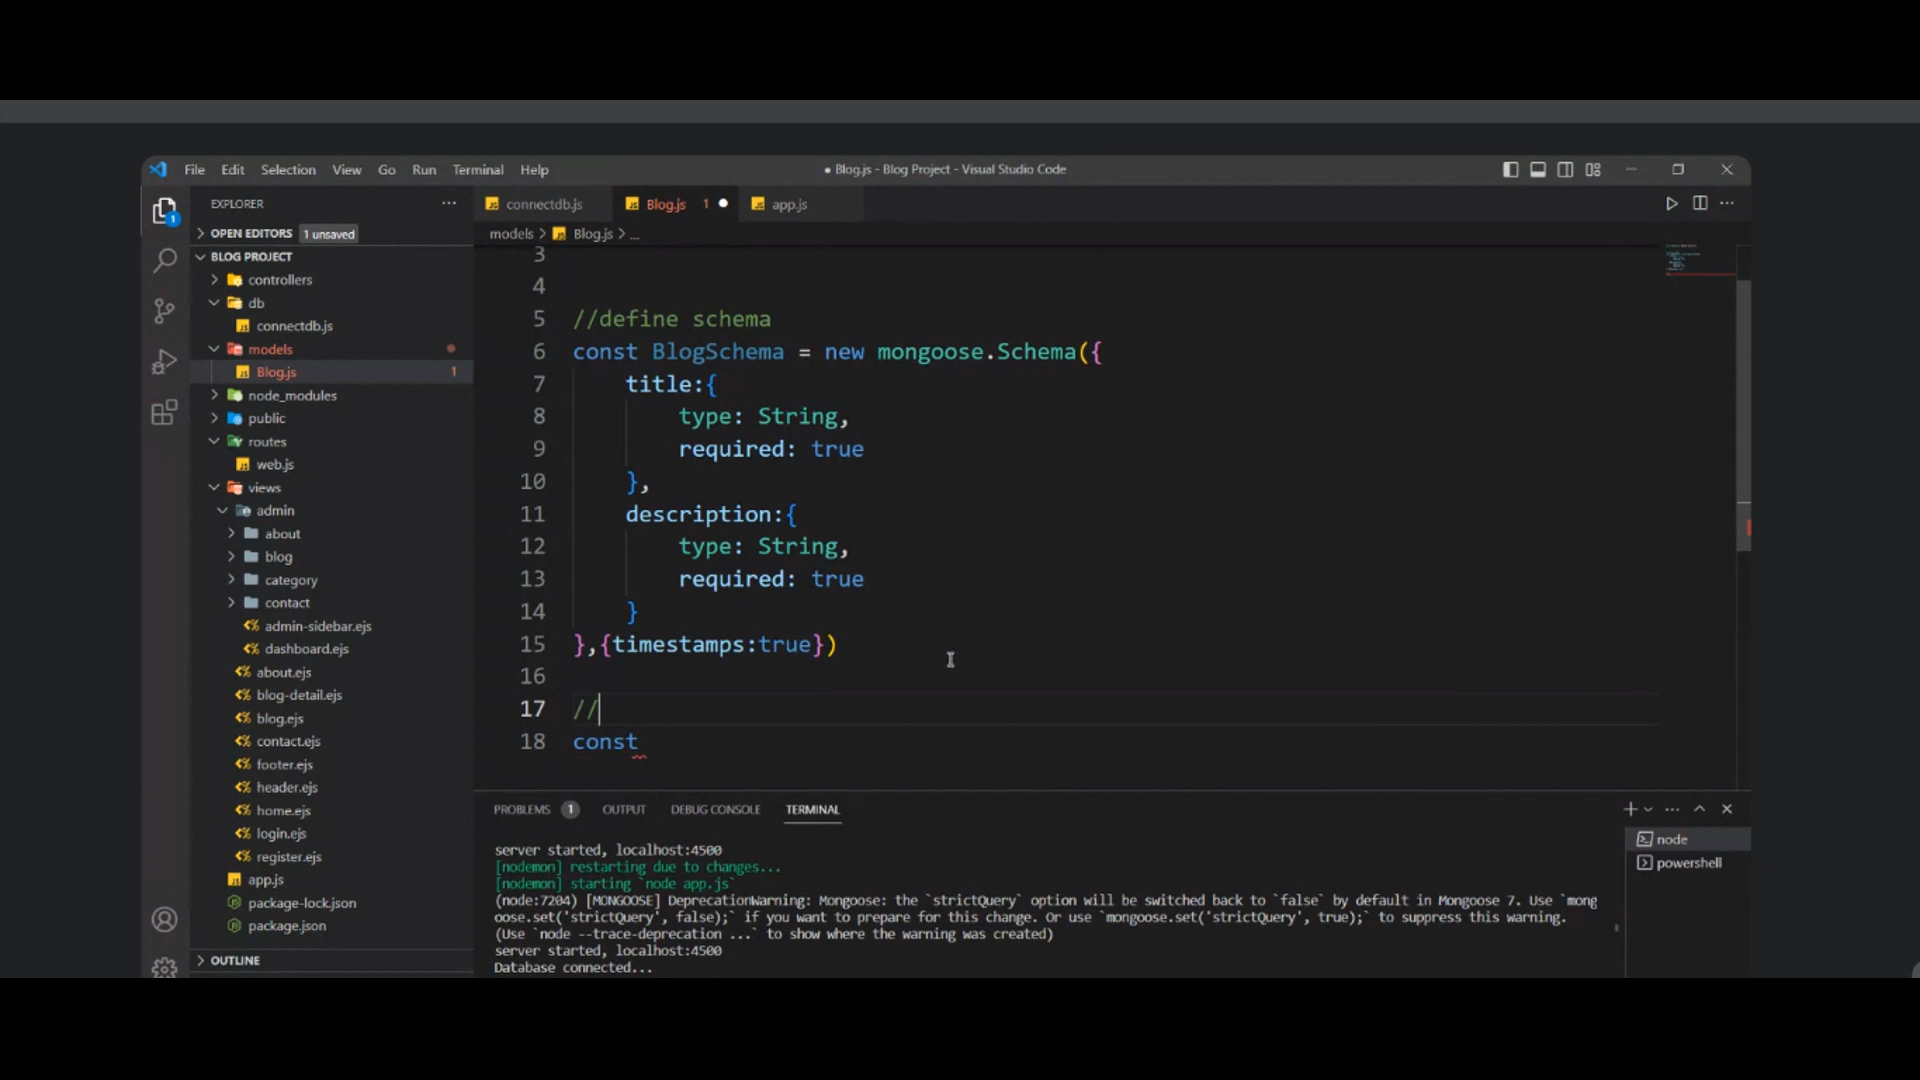 File Edit Selection View Go Run Terminal Help
● Blog.js - Blog Project - Visual Studio Code
EXPLORER
OPEN EDITORS 1 unsaved
BLOG PROJECT
controllers
db
connectdb.js
models
Blog.js 1
node_modules
public
routes
web.js
views
admin
about
blog
category
contact
admin-sidebar.ejs
dashboard.ejs
about.ejs
blog-detail.ejs
blog.ejs
contact.ejs
footer.ejs
header.ejs
home.ejs
login.ejs
register.ejs
app.js
package-lock.json
package.json
OUTLINE
1
connectdb.js Blog.js 1 app.js
models > Blog.js > ...
3
4
5 //define schema
6 const BlogSchema = new mongoose.Schema({
7 title:{
8 type: String,
9 required: true
10 },
11 description:{
12 type: String,
13 required: true
14 }
15 },{timestamps:true})
16
17 //
18 const
PROBLEMS 1 OUTPUT DEBUG CONSOLE TERMINAL
server started, localhost:4500
[nodemon] restarting due to changes...
[nodemon] starting `node app.js`
(node:7204) [MONGOOSE] DeprecationWarning: Mongoose: the `strictQuery` option will be switched back to `false` by default in Mongoose 7. Use `mong
oose.set('strictQuery', false);` if you want to prepare for this change. Or use `mongoose.set('strictQuery', true);` to suppress this warning.
(Use `node --trace-deprecation ...` to show where the warning was created)
server started, localhost:4500
Database connected...
node
powershell